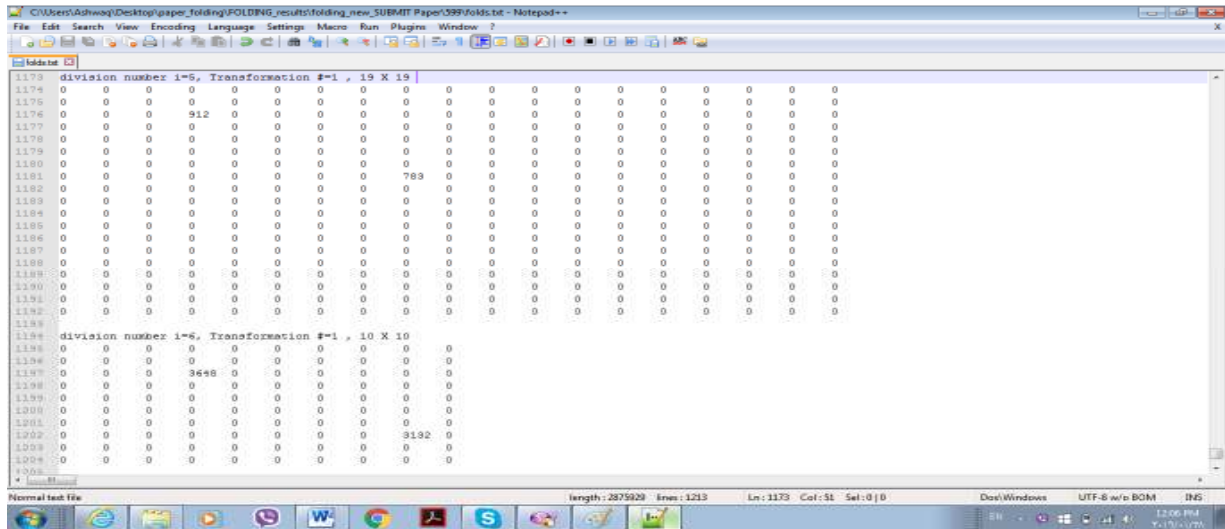 C:\Users\Ashwaq\Desktop\paper_folding\FOLDING_results\folding_new_SUBMIT Paper\599\folds.txt - Notepad++
File Edit Search View Encoding Language Settings Macro Run Plugins Window ?
folds.txt
1173 division number i=5, Transformation #=1 , 19 X 19
1174 0 0 0 0 0 0 0 0 0 0 0 0 0 0 0 0 0 0 0
1175 0 0 0 0 0 0 0 0 0 0 0 0 0 0 0 0 0 0 0
1176 0 0 0 912 0 0 0 0 0 0 0 0 0 0 0 0 0 0 0
1177 0 0 0 0 0 0 0 0 0 0 0 0 0 0 0 0 0 0 0
1178 0 0 0 0 0 0 0 0 0 0 0 0 0 0 0 0 0 0 0
1179 0 0 0 0 0 0 0 0 0 0 0 0 0 0 0 0 0 0 0
1180 0 0 0 0 0 0 0 0 0 0 0 0 0 0 0 0 0 0 0
1181 0 0 0 0 0 0 0 0 783 0 0 0 0 0 0 0 0 0 0
1182 0 0 0 0 0 0 0 0 0 0 0 0 0 0 0 0 0 0 0
1183 0 0 0 0 0 0 0 0 0 0 0 0 0 0 0 0 0 0 0
1184 0 0 0 0 0 0 0 0 0 0 0 0 0 0 0 0 0 0 0
1185 0 0 0 0 0 0 0 0 0 0 0 0 0 0 0 0 0 0 0
1186 0 0 0 0 0 0 0 0 0 0 0 0 0 0 0 0 0 0 0
1187 0 0 0 0 0 0 0 0 0 0 0 0 0 0 0 0 0 0 0
1188 0 0 0 0 0 0 0 0 0 0 0 0 0 0 0 0 0 0 0
1189 0 0 0 0 0 0 0 0 0 0 0 0 0 0 0 0 0 0 0
1190 0 0 0 0 0 0 0 0 0 0 0 0 0 0 0 0 0 0 0
1191 0 0 0 0 0 0 0 0 0 0 0 0 0 0 0 0 0 0 0
1192 0 0 0 0 0 0 0 0 0 0 0 0 0 0 0 0 0 0 0
1193
1194 division number i=6, Transformation #=1 , 10 X 10
1195 0 0 0 0 0 0 0 0 0 0
1196 0 0 0 0 0 0 0 0 0 0
1197 0 0 0 3648 0 0 0 0 0 0
1198 0 0 0 0 0 0 0 0 0 0
1199 0 0 0 0 0 0 0 0 0 0
1200 0 0 0 0 0 0 0 0 0 0
1201 0 0 0 0 0 0 0 0 0 0
1202 0 0 0 0 0 0 0 0 3132 0
1203 0 0 0 0 0 0 0 0 0 0
1204 0 0 0 0 0 0 0 0 0 0
1205
Normal text file length : 2875929 lines : 1213 Ln : 1173 Col : 51 Sel : 0 | 0 Dos\Windows UTF-8 w/o BOM INS
EN 12:06 PM